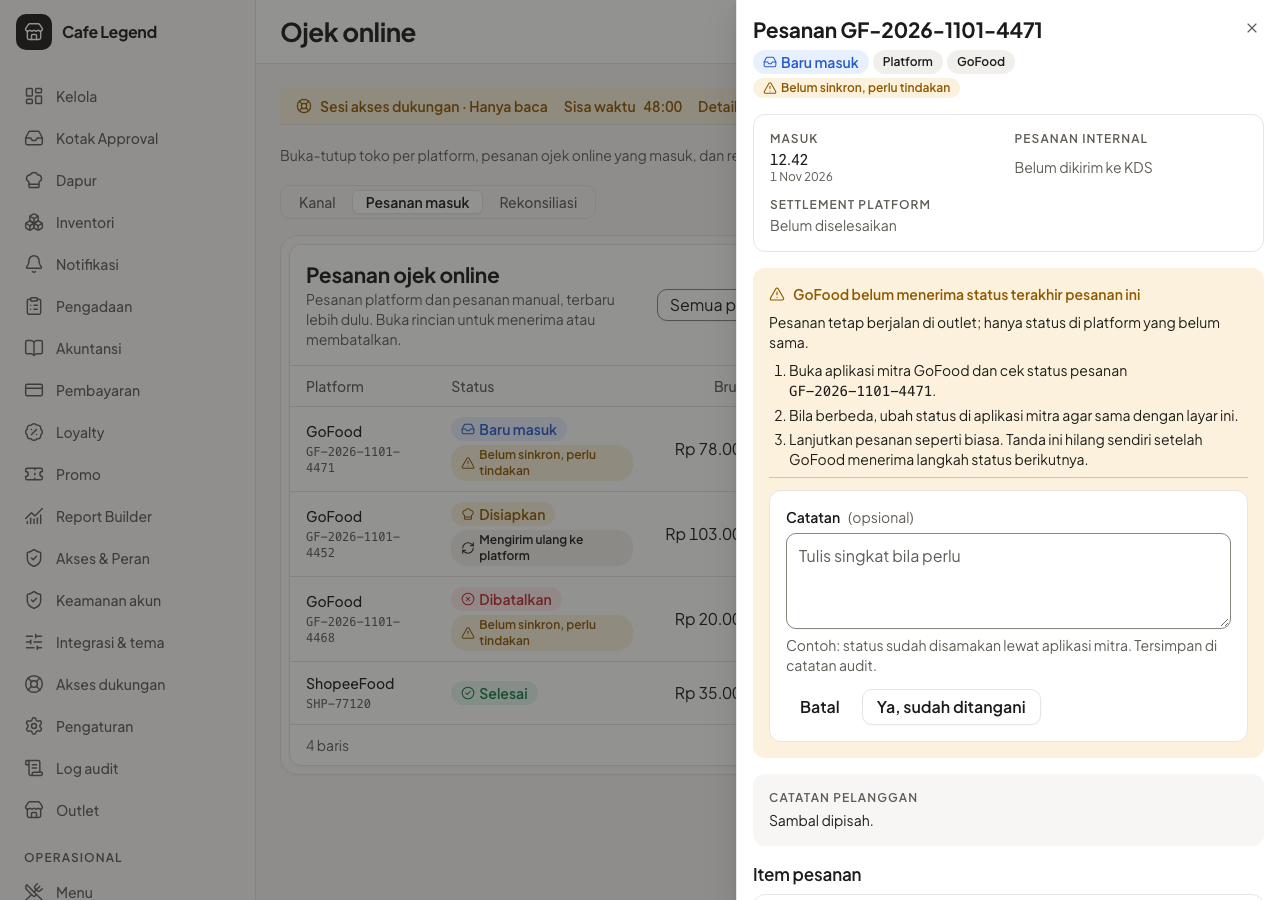 Cafe Legend
Kelola
Kotak Approval
Dapur
Inventori
Notifikasi
Pengadaan
Akuntansi
Pembayaran
Loyalty
Promo
Report Builder
Akses & Peran
Keamanan akun
Integrasi & tema
Akses dukungan
Pengaturan
Log audit
Outlet
OPERASIONAL
Menu
Ojek online
Sesi akses dukungan · Hanya baca Sisa waktu 48:00 Detail
Buka-tutup toko per platform, pesanan ojek online yang masuk, dan re
Kanal Pesanan masuk Rekonsiliasi
Pesanan ojek online
Pesanan platform dan pesanan manual, terbaru
lebih dulu. Buka rincian untuk menerima atau
membatalkan.
Semua p
Platform Status Bru
GoFood
GF-2026-1101-
4471
Baru masuk
Belum sinkron, perlu
tindakan
Rp 78.00
GoFood
GF-2026-1101-
4452
Disiapkan
Mengirim ulang ke
platform
Rp 103.00
GoFood
GF-2026-1101-
4468
Dibatalkan
Belum sinkron, perlu
tindakan
Rp 20.00
ShopeeFood
SHP-77120
Selesai
Rp 35.00
4 baris
Pesanan GF-2026-1101-4471
Baru masuk Platform GoFood
Belum sinkron, perlu tindakan
MASUK
12.42
1 Nov 2026
PESANAN INTERNAL
Belum dikirim ke KDS
SETTLEMENT PLATFORM
Belum diselesaikan
GoFood belum menerima status terakhir pesanan ini
Pesanan tetap berjalan di outlet; hanya status di platform yang belum
sama.
1. Buka aplikasi mitra GoFood dan cek status pesanan
GF-2026-1101-4471.
2. Bila berbeda, ubah status di aplikasi mitra agar sama dengan layar ini.
3. Lanjutkan pesanan seperti biasa. Tanda ini hilang sendiri setelah
GoFood menerima langkah status berikutnya.
Catatan (opsional)
Tulis singkat bila perlu
Contoh: status sudah disamakan lewat aplikasi mitra. Tersimpan di
catatan audit.
Batal Ya, sudah ditangani
CATATAN PELANGGAN
Sambal dipisah.
Item pesanan